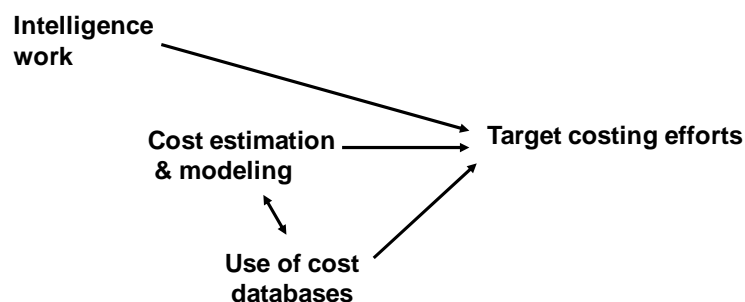 Intelligence
work
Cost estimation
& modeling
Target costing efforts
Use of cost
databases